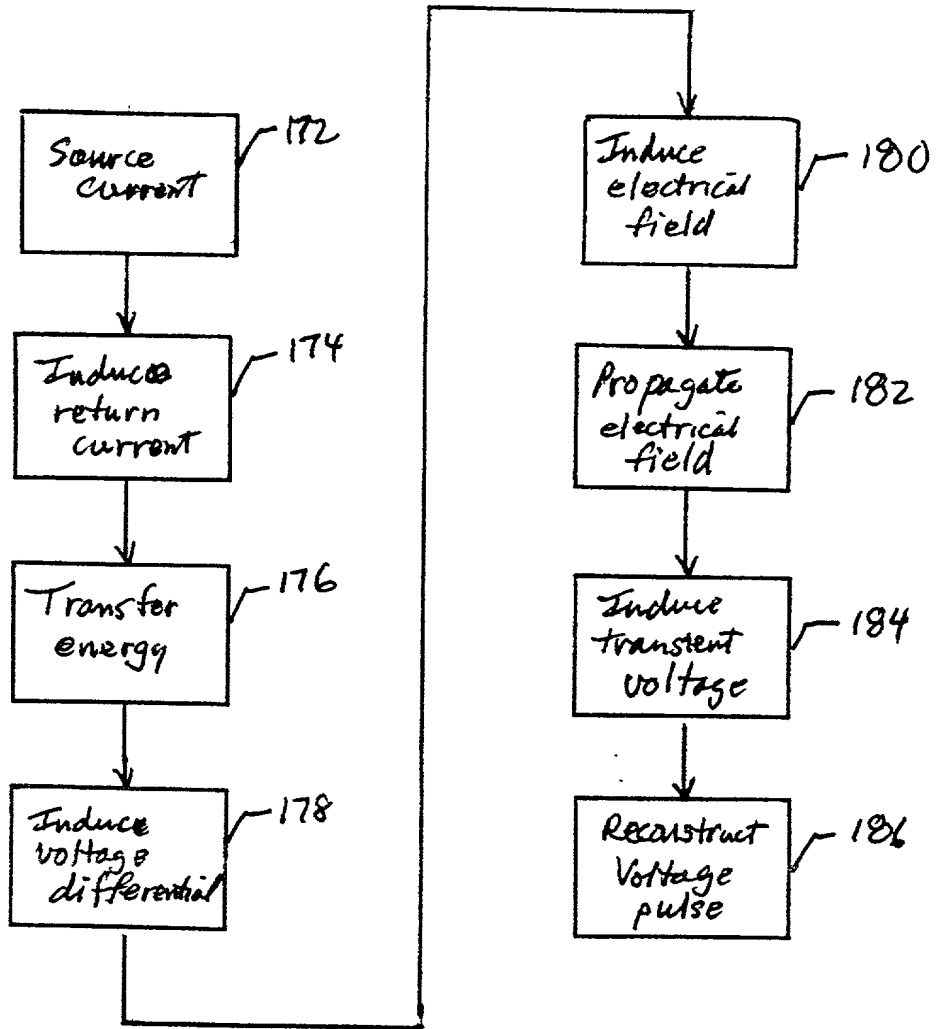 Source
current
172
Induce
return
current
174
Transfer
energy
176
Induce
voltage
differential
178
Induce
electrical
field
180
Propagate
electrical
field
182
Induce
transient
voltage
184
Reconstruct
Voltage
pulse
186